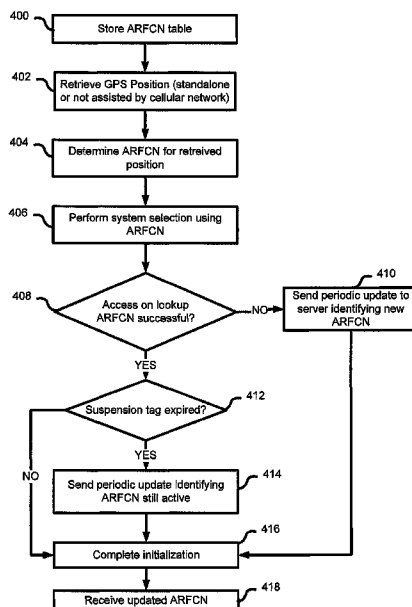 400
Store ARFCN table
402
Retrieve GPS Position (standalone
or not assisted by cellular network)
404
Determine ARFCN for retreived
position
406
Perform system selection using
ARFCN
408
Access on lookup
ARFCN successful?
NO
410
Send periodic update to
server identifying new
ARFCN
YES
412
Suspension tag expired?
YES
NO
414
Send periodic update identifying
ARFCN still active
416
Complete initialization
418
Receive updated ARFCN